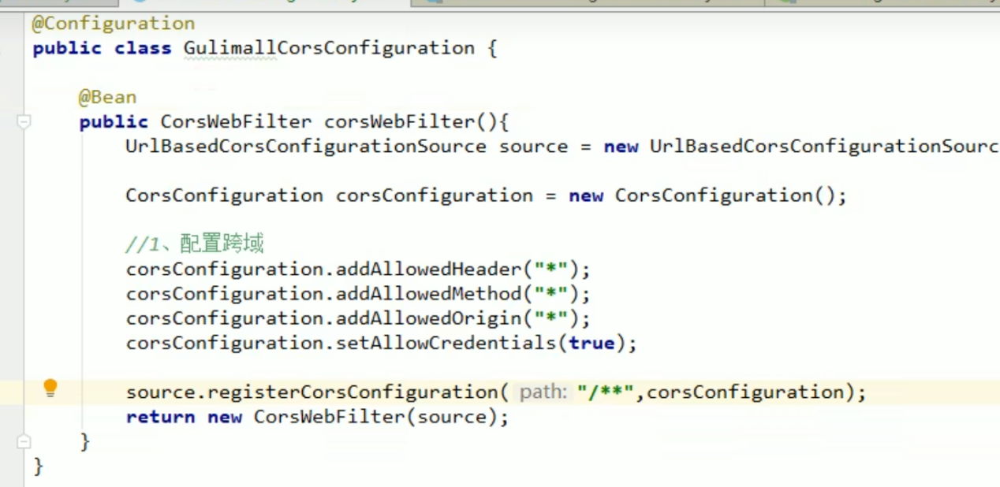 @Configuration
public class GulimallCorsConfiguration {
@Bean
public CorsWebFilter corsWebFilter(){
UrlBasedCorsConfigurationSource source = new UrlBasedCorsConfigurationSourc
CorsConfiguration corsConfiguration = new CorsConfiguration();
//1、配置跨域
corsConfiguration.addAllowedHeader("*");
corsConfiguration.addAllowedMethod("*");
corsConfiguration.addAllowedOrigin("*");
corsConfiguration.setAllowCredentials(true);
source.registerCorsConfiguration( path: "/**",corsConfiguration);
return new CorsWebFilter(source);
}
}